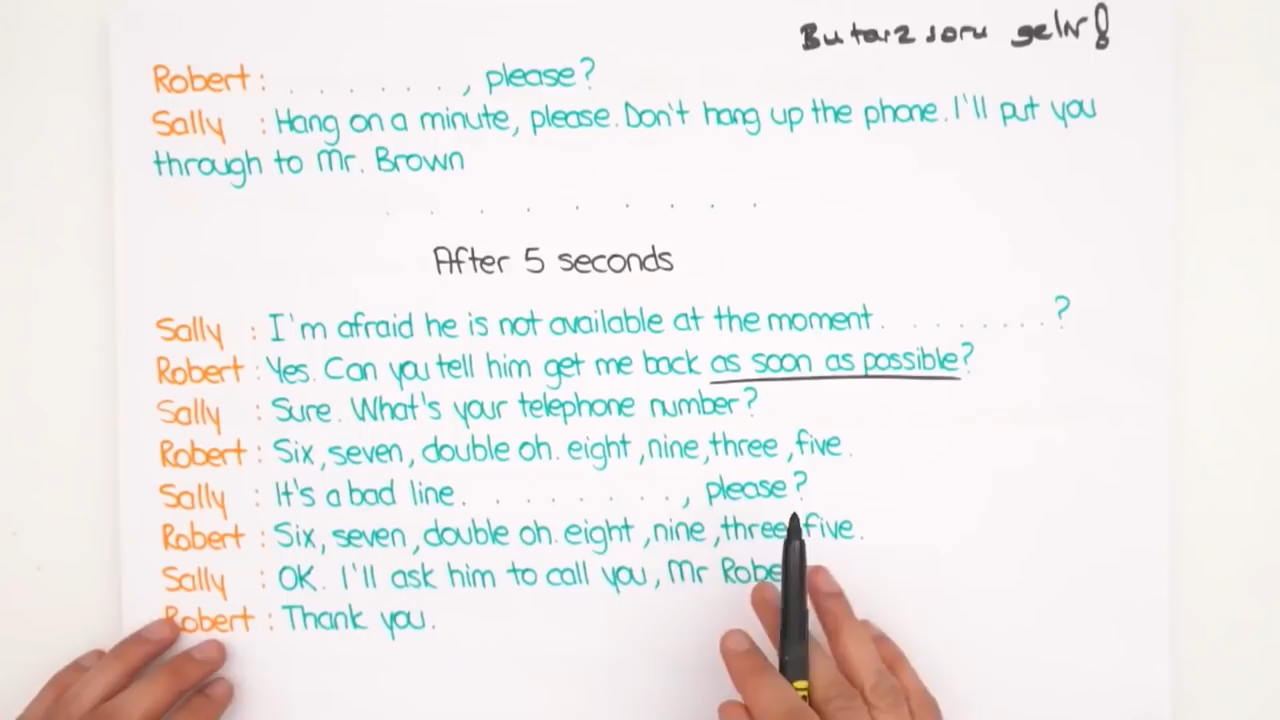 Bu tarz soru gelir!
Robert: . . . . . . ., please?
Sally : Hang on a minute, please. Don't hang up the phone. I'll put you
through to Mr. Brown
. . . . . . . . .
After 5 seconds
Sally : I'm afraid he is not available at the moment. . . . . . . .?
Robert: Yes. Can you tell him get me back as soon as possible?
Sally : Sure. What's your telephone number?
Robert: Six, seven, double oh. eight, nine, three, five.
Sally : It's a bad line. . . . . . . ., please?
Robert: Six, seven, double oh. eight, nine, three, five.
Sally : OK. I'll ask him to call you, Mr
Robert: Thank you.